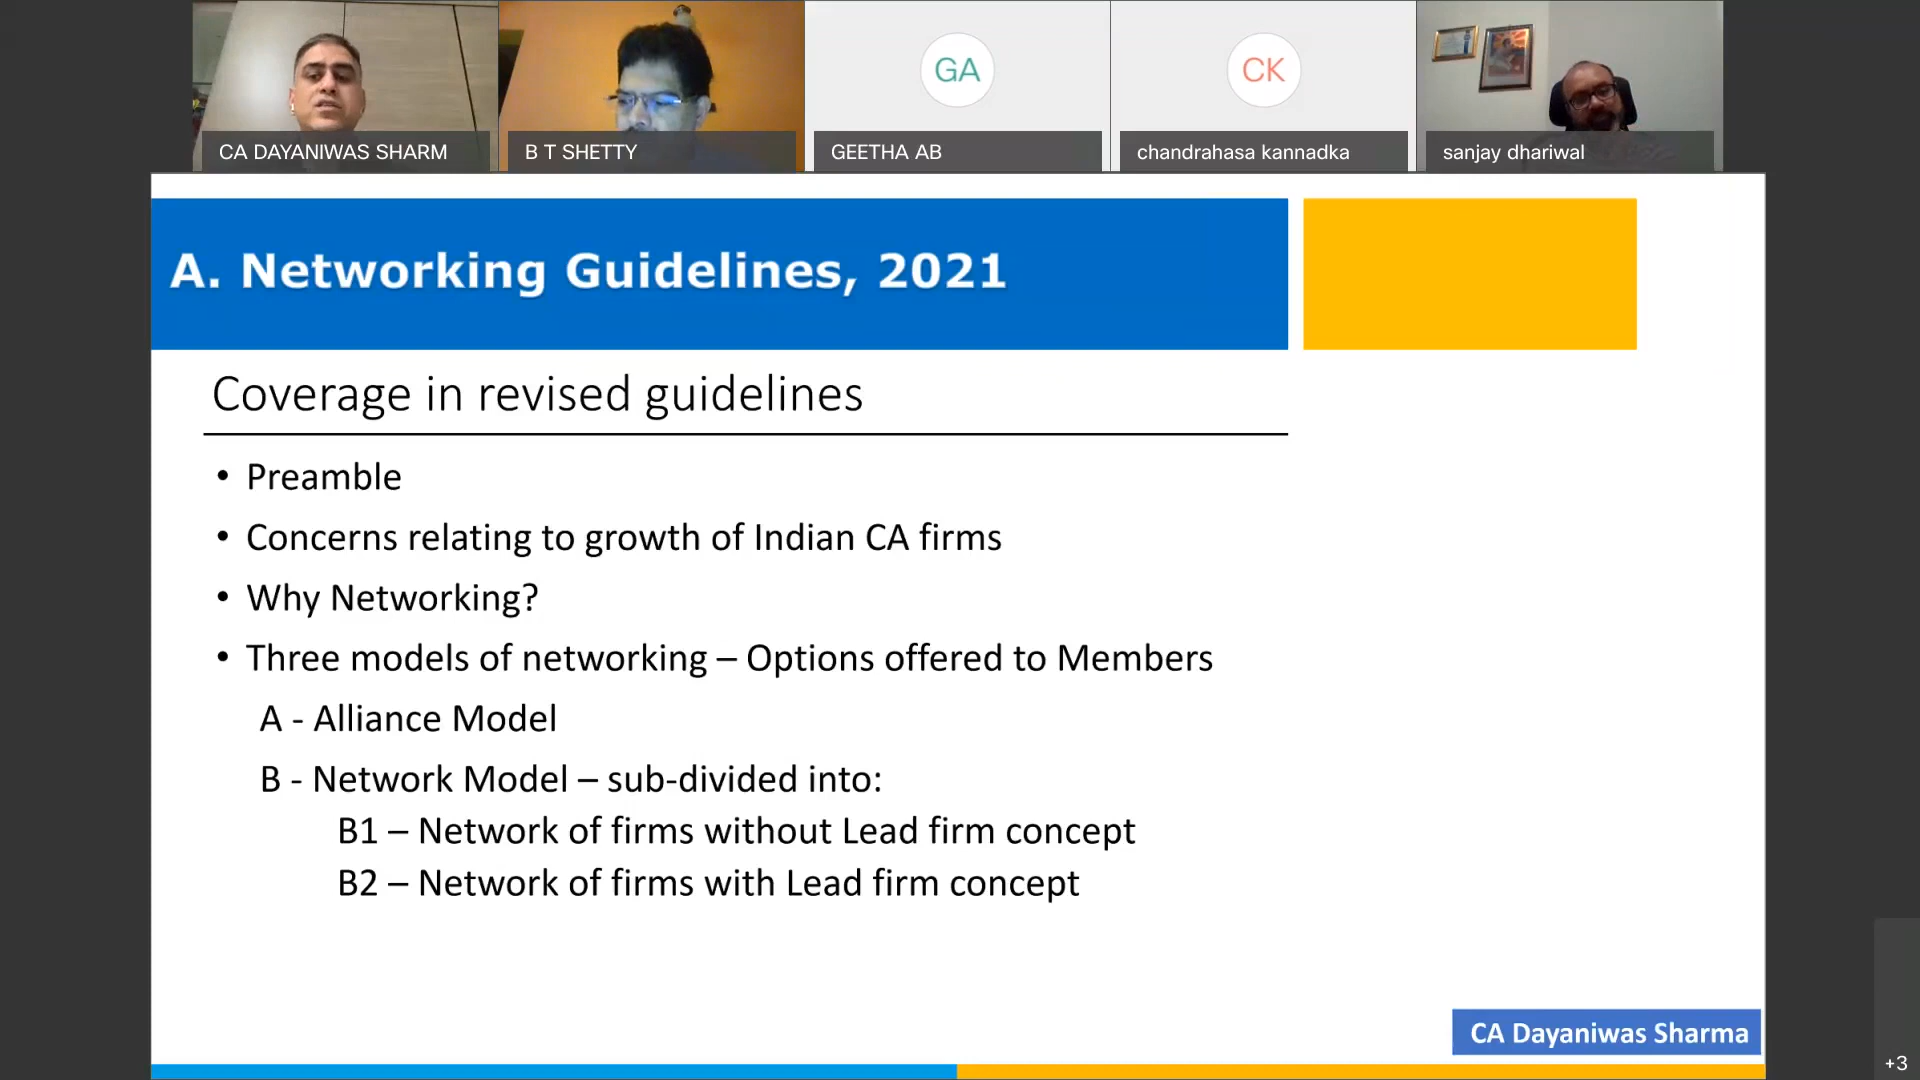 GA
CK
CA DAYANIWAS SHARM
B T SHETTY
GEETHA AB
chandrahasa kannadka
sanjay dhariwal
A. Networking Guidelines, 2021
Coverage in revised guidelines
• Preamble
• Concerns relating to growth of Indian CA firms
• Why Networking?
• Three models of networking – Options offered to Members
A - Alliance Model
B - Network Model – sub-divided into:
B1 – Network of firms without Lead firm concept
B2 – Network of firms with Lead firm concept
CA Dayaniwas Sharma
+3